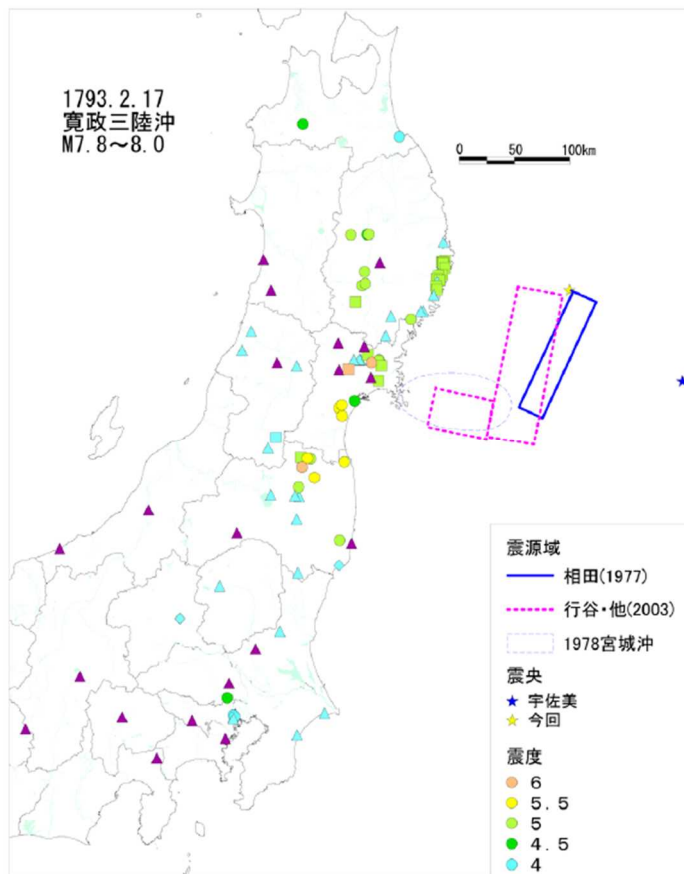 1793.2.17
寛政三陸沖
M7.8～8.0
0 50 100km
震源域
相田(1977)
行谷・他(2003)
1978宮城沖
震央
宇佐美
今回
震度
6
5.5
5
4.5
4